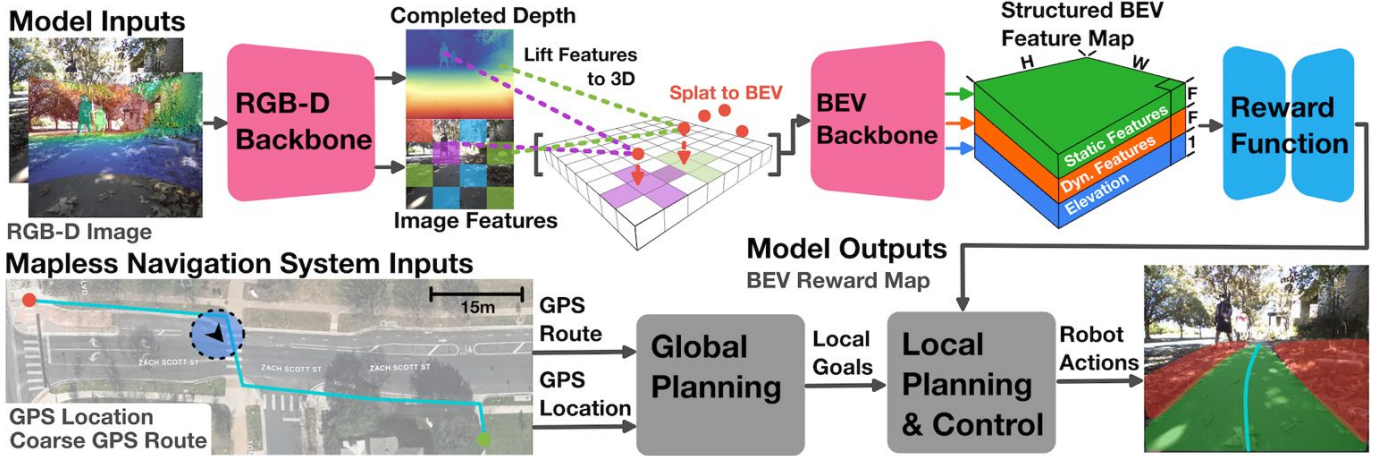 Model Inputs
RGB-D Image
RGB-D
Backbone
Completed Depth
Image Features
Lift Features
to 3D
Splat to BEV
BEV
Backbone
Structured BEV
Feature Map
H
W
F
F
1
Static Features
Dyn. Features
Elevation
Reward
Function
Mapless Navigation System Inputs
15m
ZACH SCOTT ST
ZACH SCOTT ST
ZACH SCOTT ST
GPS Location
Coarse GPS Route
GPS
Route
GPS
Location
Global
Planning
Local
Goals
Model Outputs
BEV Reward Map
Local
Planning
& Control
Robot
Actions